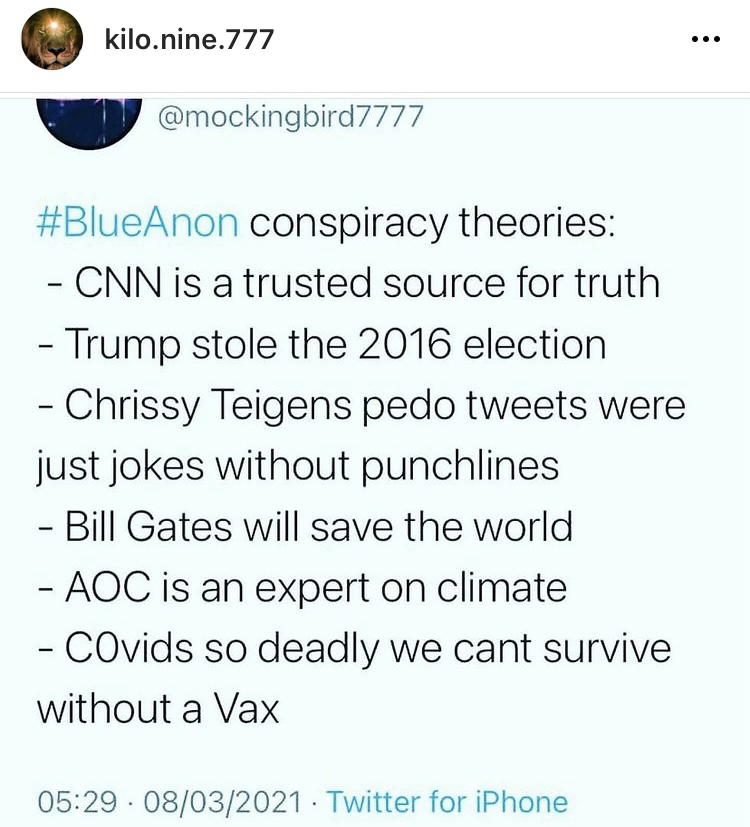 kilo.nine.777
@mockingbird7777
#BlueAnon conspiracy theories:
- CNN is a trusted source for truth
- Trump stole the 2016 election
- Chrissy Teigens pedo tweets were
just jokes without punchlines
- Bill Gates will save the world
- AOC is an expert on climate
- C0vids so deadly we cant survive
without a Vax
05:29 · 08/03/2021 · Twitter for iPhone